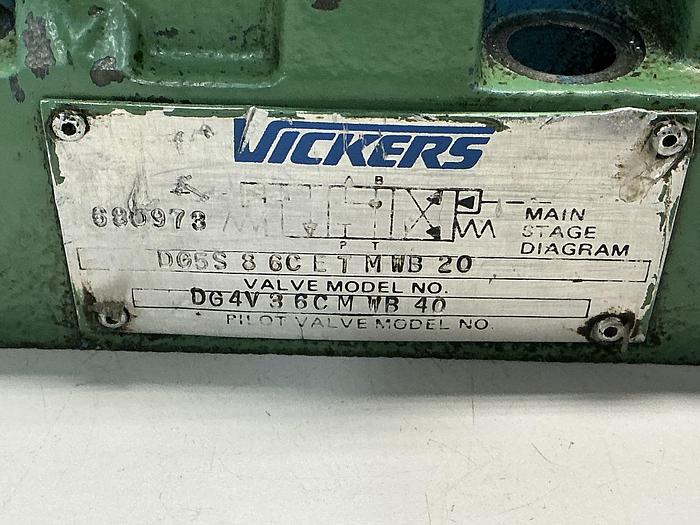 VICKERS
A B
680973
P T
MAIN
STAGE
DIAGRAM
DG5S 8 6C E T M WB 20
VALVE MODEL NO.
DG4V 3 6C M WB 40
PILOT VALVE MODEL NO.